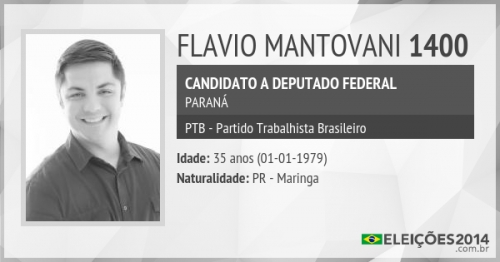 FLAVIO MANTOVANI 1400
CANDIDATO A DEPUTADO FEDERAL
PARANÁ
PTB - Partido Trabalhista Brasileiro
Idade: 35 anos (01-01-1979)
Naturalidade: PR - Maringa
ELEIÇÕES2014
.com.br